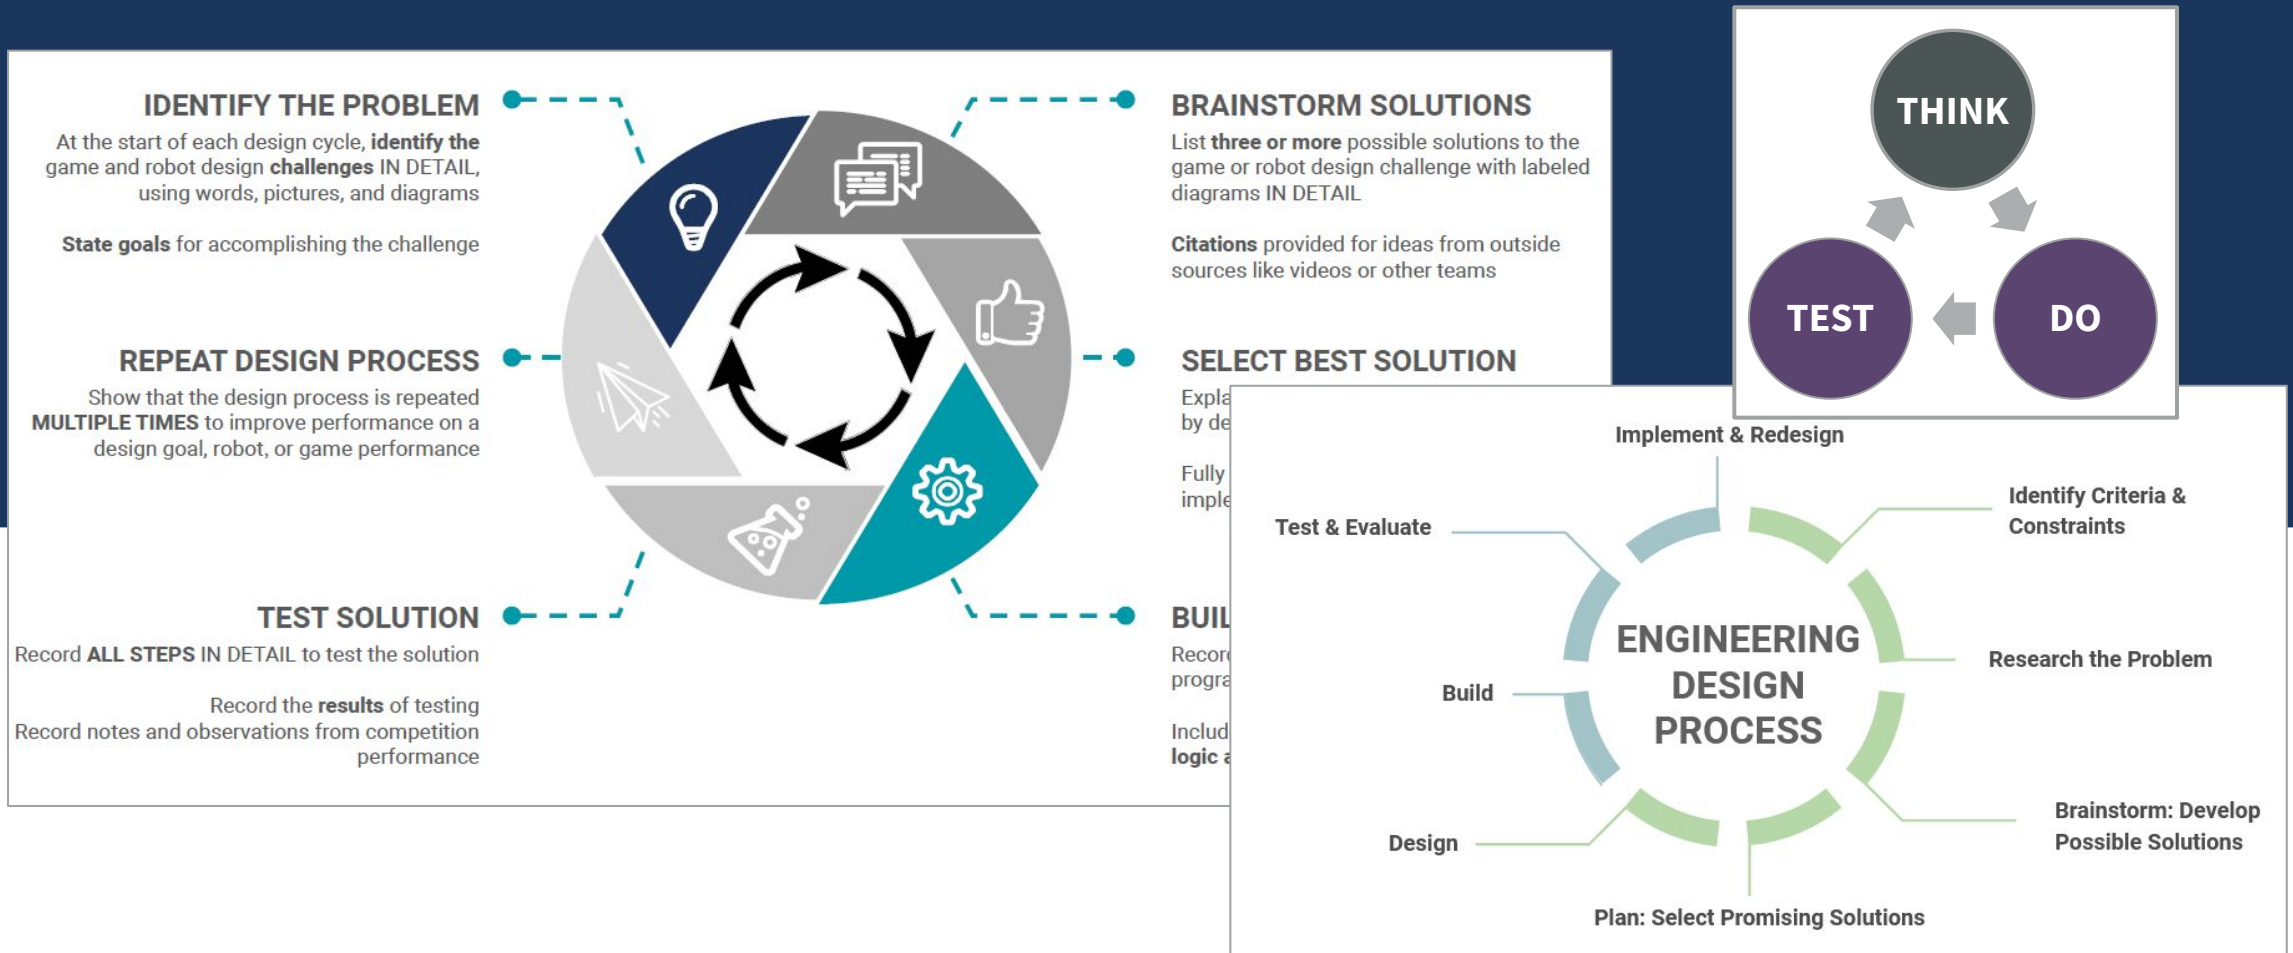 IDENTIFY THE PROBLEM
At the start of each design cycle, identify the
game and robot design challenges IN DETAIL,
using words, pictures, and diagrams
State goals for accomplishing the challenge
REPEAT DESIGN PROCESS
Show that the design process is repeated
MULTIPLE TIMES to improve performance on a
design goal, robot, or game performance
TEST SOLUTION
Record ALL STEPS IN DETAIL to test the solution
Record the results of testing
Record notes and observations from competition
performance
BRAINSTORM SOLUTIONS
List three or more possible solutions to the
game or robot design challenge with labeled
diagrams IN DETAIL
Citations provided for ideas from outside
sources like videos or other teams
SELECT BEST SOLUTION
by
Fully
THINK
DO
TEST
Implement & Redesign
Identify Criteria &
Constraints
Research the Problem
Brainstorm: Develop
Possible Solutions
Plan: Select Promising Solutions
Design
Build
Test & Evaluate
ENGINEERING
DESIGN
PROCESS
logic